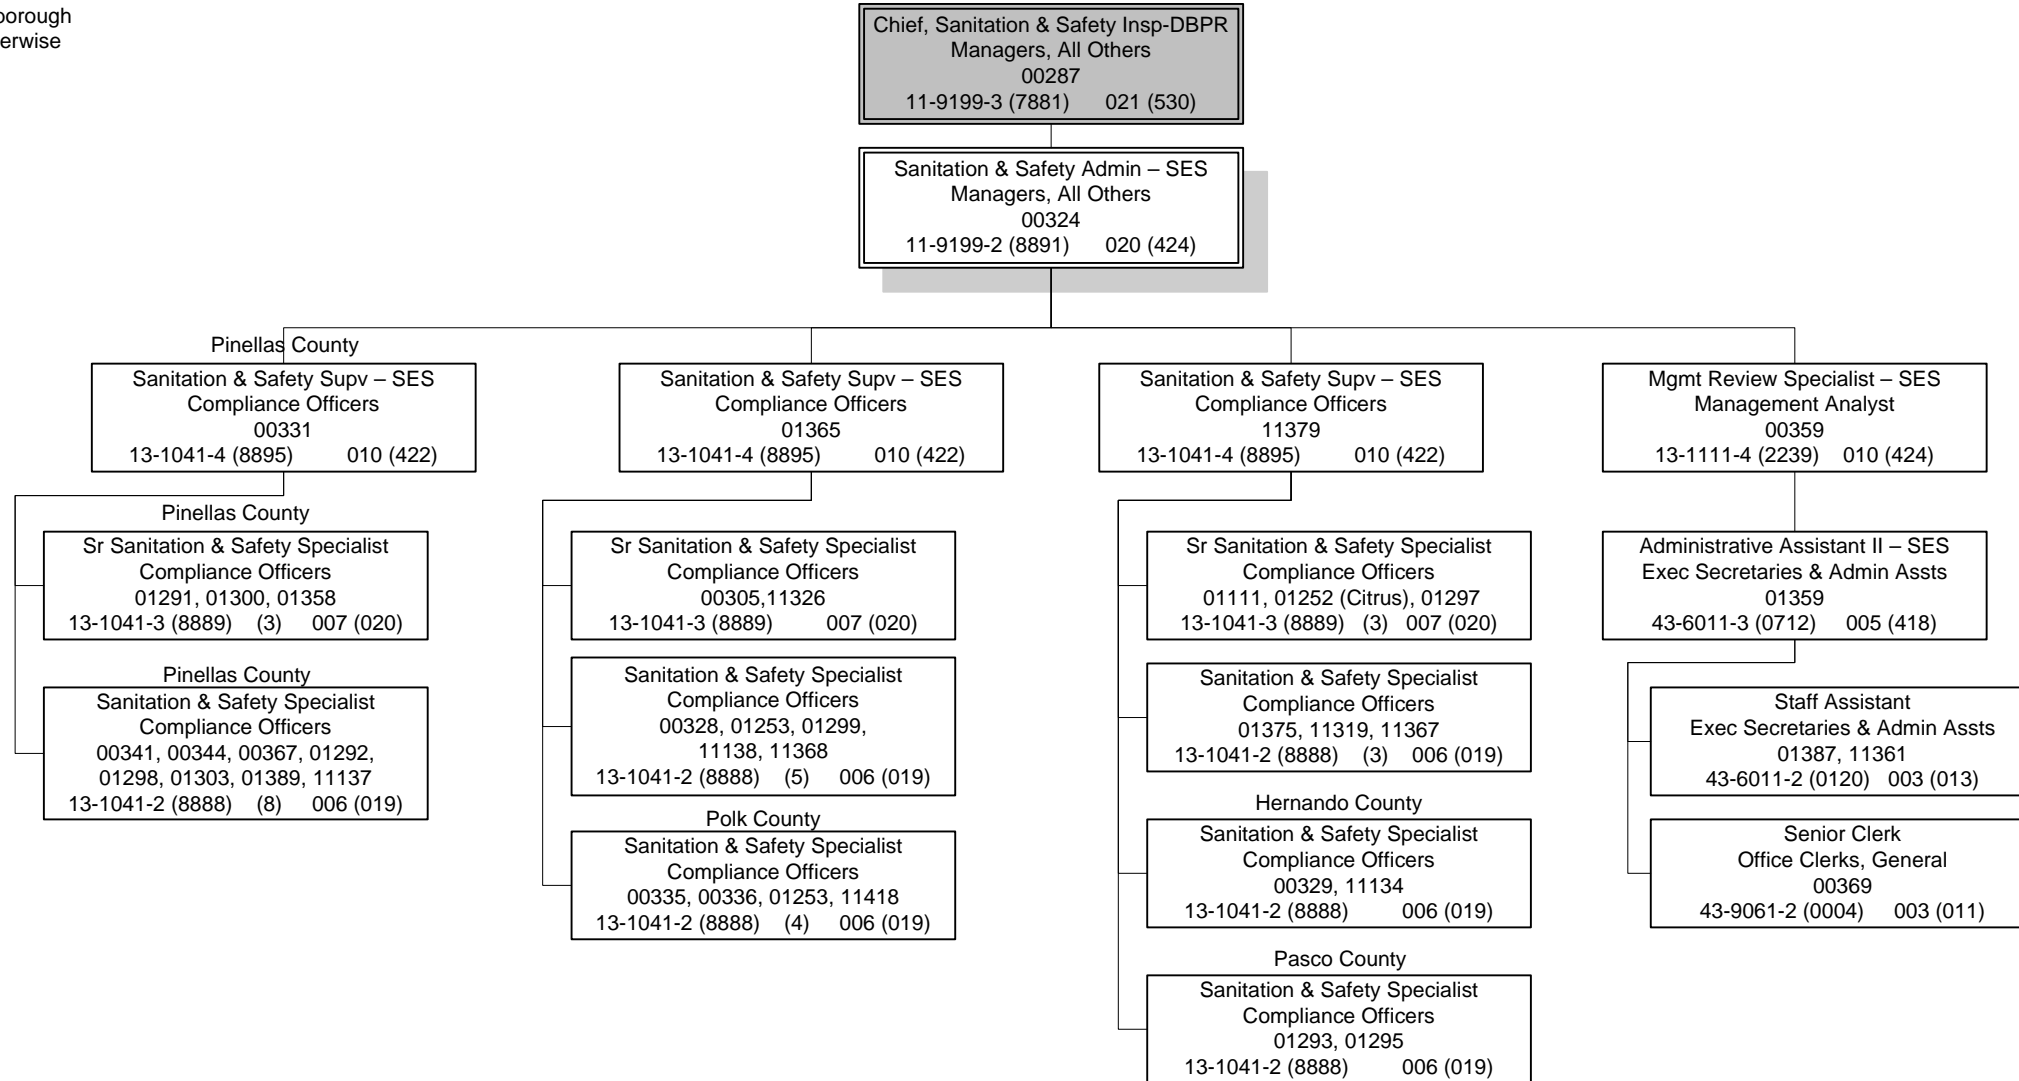 erwise
Chief, Sanitation & Safety Insp-DBPR
Managers, All Others
00287
11-9199-3 (7881) 021 (530)
Sanitation & Safety Admin – SES
Managers, All Others
00324
11-9199-2 (8891) 020 (424)
Pinellas County
Sanitation & Safety Supv – SES
Compliance Officers
00331
13-1041-4 (8895) 010 (422)
Sanitation & Safety Supv – SES
Compliance Officers
01365
13-1041-4 (8895) 010 (422)
Sanitation & Safety Supv – SES
Compliance Officers
11379
13-1041-4 (8895) 010 (422)
Mgmt Review Specialist – SES
Management Analyst
00359
13-1111-4 (2239) 010 (424)
Pinellas County
Sr Sanitation & Safety Specialist
Compliance Officers
01291, 01300, 01358
13-1041-3 (8889) (3) 007 (020)
Pinellas County
Sanitation & Safety Specialist
Compliance Officers
00341, 00344, 00367, 01292,
01298, 01303, 01389, 11137
13-1041-2 (8888) (8) 006 (019)
Sr Sanitation & Safety Specialist
Compliance Officers
00305,11326
13-1041-3 (8889) 007 (020)
Sanitation & Safety Specialist
Compliance Officers
00328, 01253, 01299,
11138, 11368
13-1041-2 (8888) (5) 006 (019)
Polk County
Sanitation & Safety Specialist
Compliance Officers
00335, 00336, 01253, 11418
13-1041-2 (8888) (4) 006 (019)
Sr Sanitation & Safety Specialist
Compliance Officers
01111, 01252 (Citrus), 01297
13-1041-3 (8889) (3) 007 (020)
Sanitation & Safety Specialist
Compliance Officers
01375, 11319, 11367
13-1041-2 (8888) (3) 006 (019)
Hernando County
Sanitation & Safety Specialist
Compliance Officers
00329, 11134
13-1041-2 (8888) 006 (019)
Pasco County
Sanitation & Safety Specialist
Compliance Officers
01293, 01295
13-1041-2 (8888) 006 (019)
Administrative Assistant II – SES
Exec Secretaries & Admin Assts
01359
43-6011-3 (0712) 005 (418)
Staff Assistant
Exec Secretaries & Admin Assts
01387, 11361
43-6011-2 (0120) 003 (013)
Senior Clerk
Office Clerks, General
00369
43-9061-2 (0004) 003 (011)